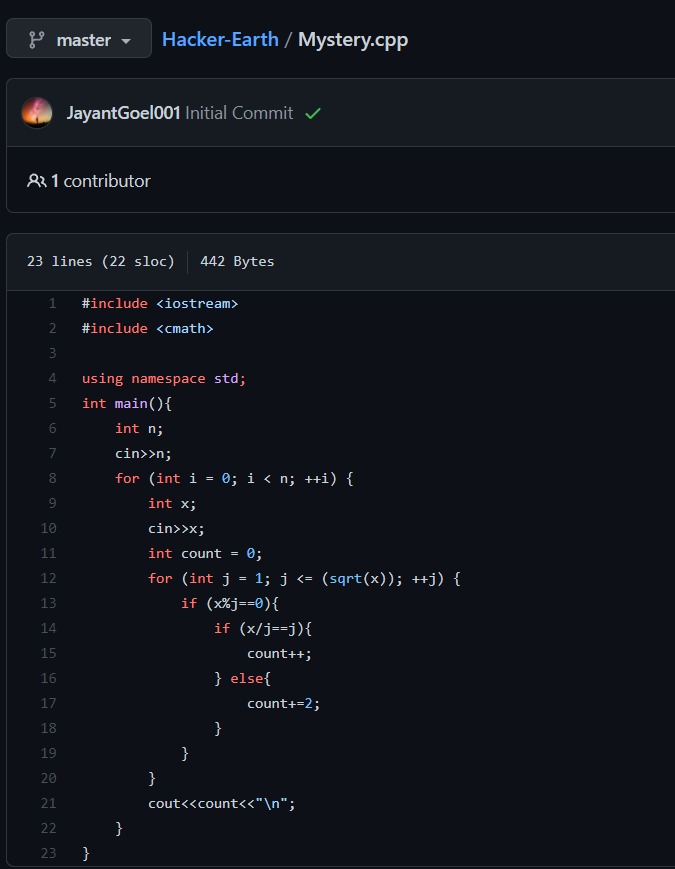 master Hacker-Earth / Mystery.cpp
JayantGoel001 Initial Commit
1 contributor
23 lines (22 sloc) 442 Bytes
1 #include <iostream>
2 #include <cmath>
3
4 using namespace std;
5 int main(){
6     int n;
7     cin>>n;
8     for (int i = 0; i < n; ++i) {
9         int x;
10         cin>>x;
11         int count = 0;
12         for (int j = 1; j <= (sqrt(x)); ++j) {
13             if (x%j==0){
14                 if (x/j==j){
15                     count++;
16                 } else{
17                     count+=2;
18                 }
19             }
20         }
21         cout<<count<<"\n";
22     }
23 }